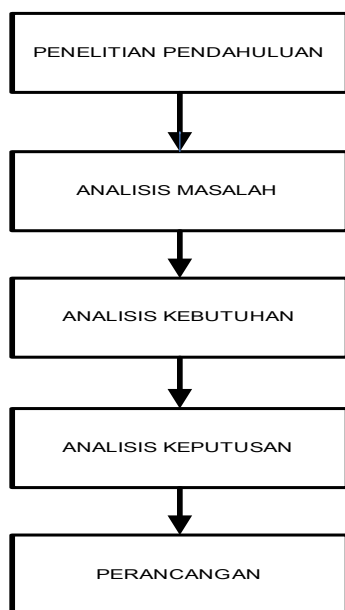 PENELITIAN PENDAHULUAN
ANALISIS MASALAH
ANALISIS KEBUTUHAN
ANALISIS KEPUTUSAN
PERANCANGAN